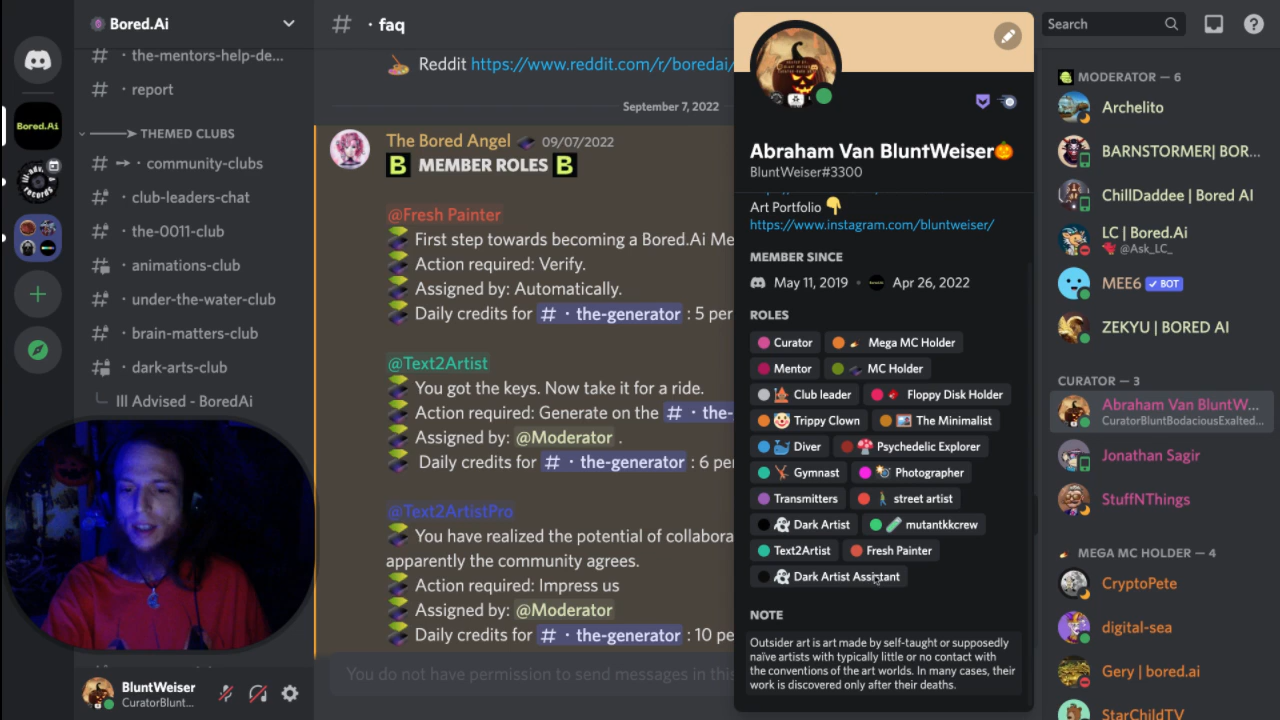 Bored.Ai
· the-mentors-help-de...
· report
THEMED CLUBS
· community-clubs
· club-leaders-chat
· the-0011-club
· animations-club
· under-the-water-club
· brain-matters-club
· dark-arts-club
Ill Advised - BoredAi
BluntWeiser
CuratorBlunt...
# · faq
Reddit https://www.reddit.com/r/boredai/
September 7, 2022
The Bored Angel 09/07/2022
B MEMBER ROLES B
@Fresh Painter
First step towards becoming a Bored.Ai Me
Action required: Verify.
Assigned by: Automatically.
Daily credits for # · the-generator : 5 per
@Text2Artist
You got the keys. Now take it for a ride.
Action required: Generate on the # · the-
Assigned by: @Moderator .
Daily credits for # · the-generator : 6 per
@Text2ArtistPro
You have realized the potential of collabora
apparently the community agrees.
Action required: Impress us
Assigned by: @Moderator
Daily credits for # · the-generator : 10 pe
You do not have permission to send messages in this
Abraham Van BluntWeiser🎃
BluntWeiser#3300
Art Portfolio 👇
https://www.instagram.com/bluntweiser/
MEMBER SINCE
May 11, 2019 • Apr 26, 2022
ROLES
Curator Mega MC Holder
Mentor MC Holder
Club leader Floppy Disk Holder
Trippy Clown The Minimalist
Diver Psychedelic Explorer
Gymnast Photographer
Transmitters street artist
Dark Artist mutantkkcrew
Text2Artist Fresh Painter
Dark Artist Assistant
NOTE
Outsider art is art made by self-taught or supposedly
naïve artists with typically little or no contact with
the conventions of the art worlds. In many cases, their
work is discovered only after their deaths.
Search
MODERATOR — 6
Archelito
BARNSTORMER| BOR...
ChillDaddee | Bored AI
LC | Bored.Ai
@Ask_LC_
MEE6 ✓ BOT
ZEKYU | BORED AI
CURATOR — 3
Abraham Van BluntW...
CuratorBluntBodaciousExalted...
Jonathan Sagir
StuffNThings
MEGA MC HOLDER — 4
CryptoPete
digital-sea
Gery | bored.ai
StarChildTV